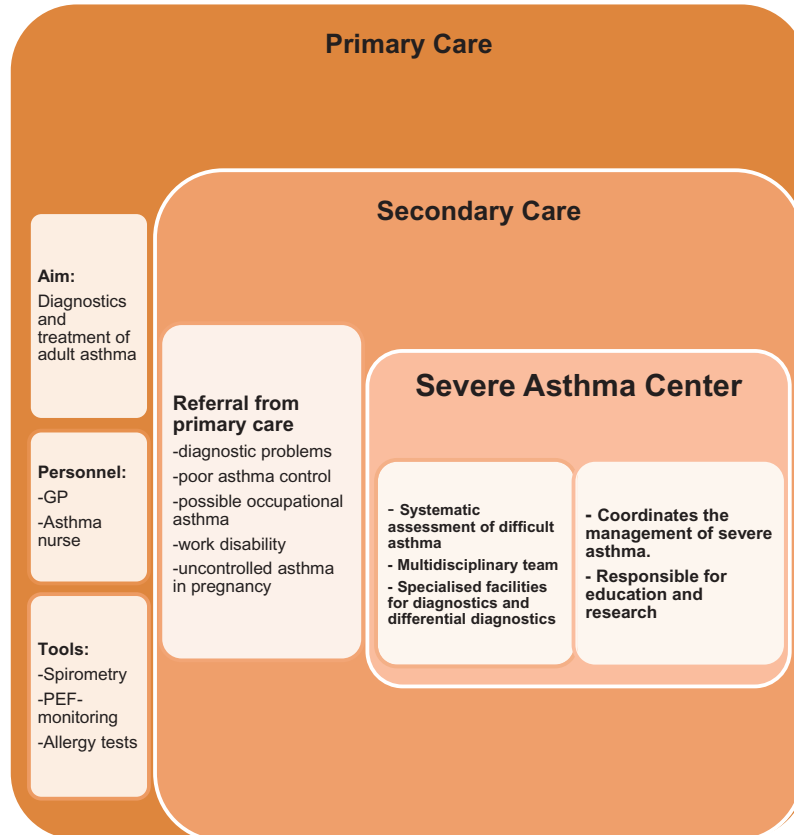 Primary Care
Secondary Care
Aim:
Diagnostics
and
treatment of
adult asthma
Personnel:
-GP
-Asthma
nurse
Tools:
-Spirometry
-PEF-
monitoring
-Allergy tests
Referral from
primary care
-diagnostic problems
-poor asthma control
-possible occupational
asthma
-work disability
-uncontrolled asthma
in pregnancy
Severe Asthma Center
- Systematic
assessment of difficult
asthma
- Multidisciplinary team
- Specialised facilities
for diagnostics and
differential diagnostics
- Coordinates the
management of severe
asthma.
- Responsible for
education and
research